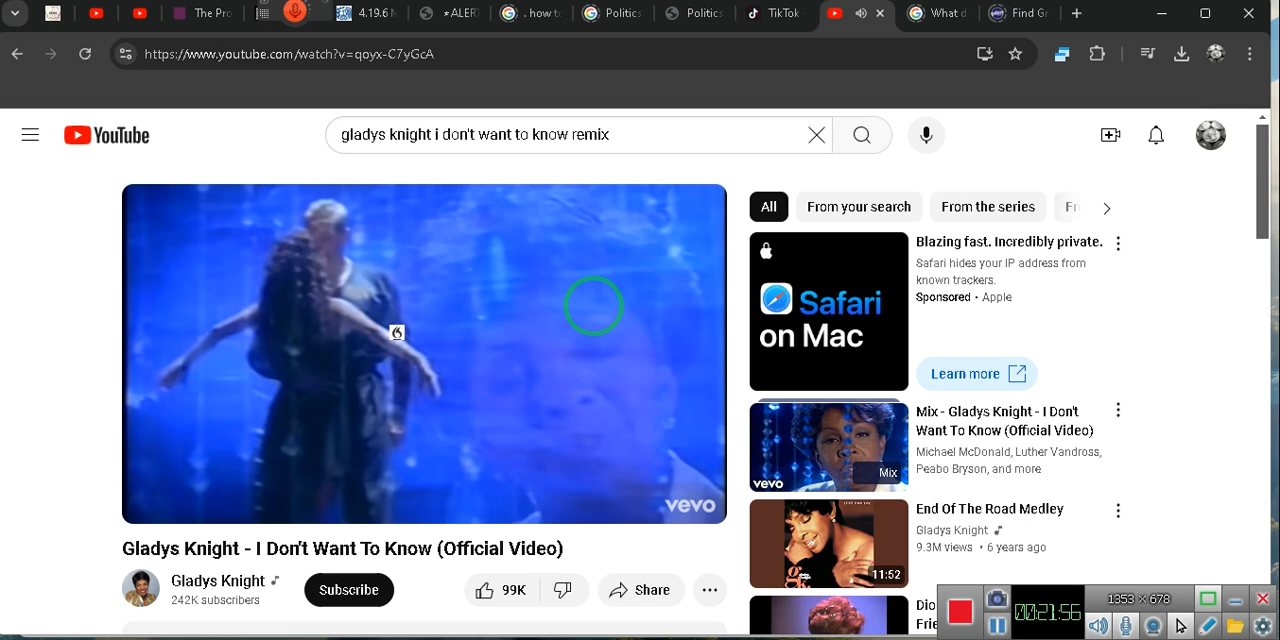 The Pro
4.19.6
*ALER
. how to
Politics
Politics
TikTok
What d
Find Gr
https://www.youtube.com/watch?v=qoyx-C7yGcA
YouTube
gladys knight i don't want to know remix
All
From your search
From the series
Safari
on Mac
Blazing fast. Incredibly private.
Safari hides your IP address from
known trackers.
Sponsored • Apple
Learn more
vevo
Mix
vevo
Mix - Gladys Knight - I Don't
Want To Know (Official Video)
Michael McDonald, Luther Vandross,
Peabo Bryson, and more
11:52
End Of The Road Medley
Gladys Knight
9.3M views • 6 years ago
Gladys Knight - I Don't Want To Know (Official Video)
Gladys Knight
242K subscribers
Subscribe
99K
Share
Dio
Frie
1353 × 678
00:21:56